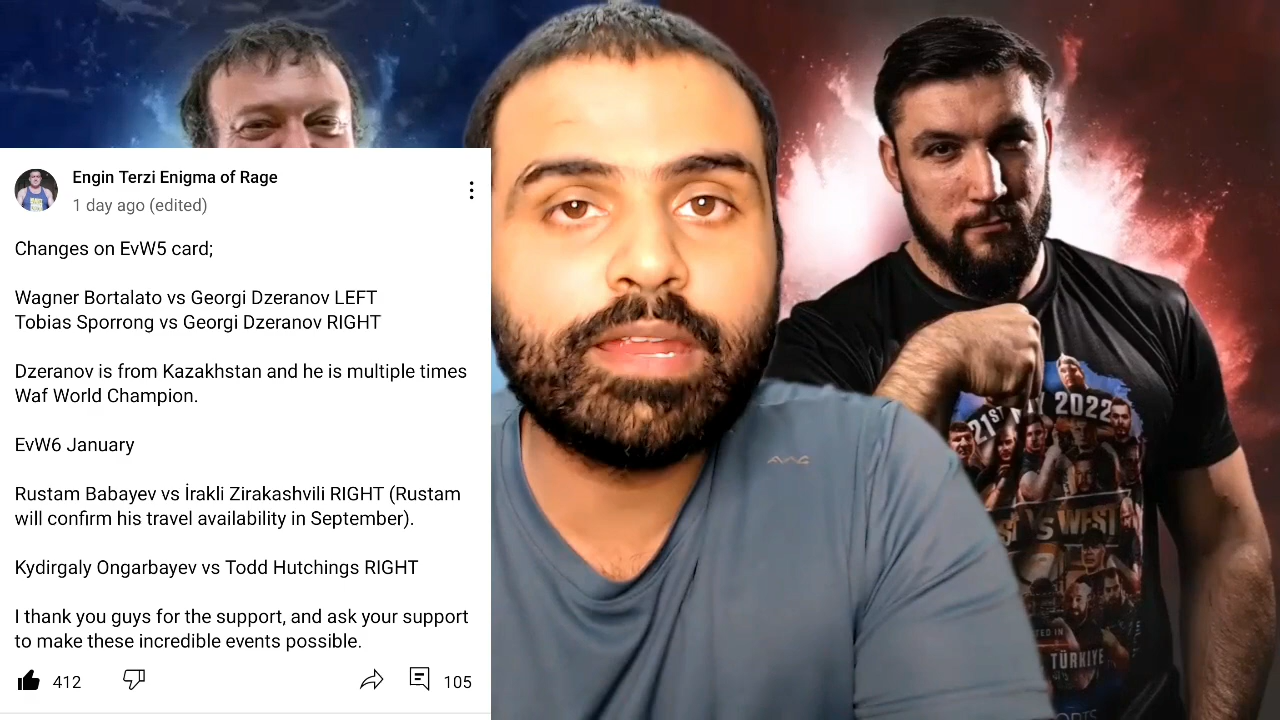 Engin Terzi Enigma of Rage
1 day ago (edited)
Changes on EvW5 card;
Wagner Bortalato vs Georgi Dzeranov LEFT
Tobias Sporrong vs Georgi Dzeranov RIGHT
Dzeranov is from Kazakhstan and he is multiple times
Waf World Champion.
EvW6 January
Rustam Babayev vs İrakli Zirakashvili RIGHT (Rustam
will confirm his travel availability in September).
Kydirgaly Ongarbayev vs Todd Hutchings RIGHT
I thank you guys for the support, and ask your support
to make these incredible events possible.
412
105
21ST
2022
VS WEST
TÜRKİYE